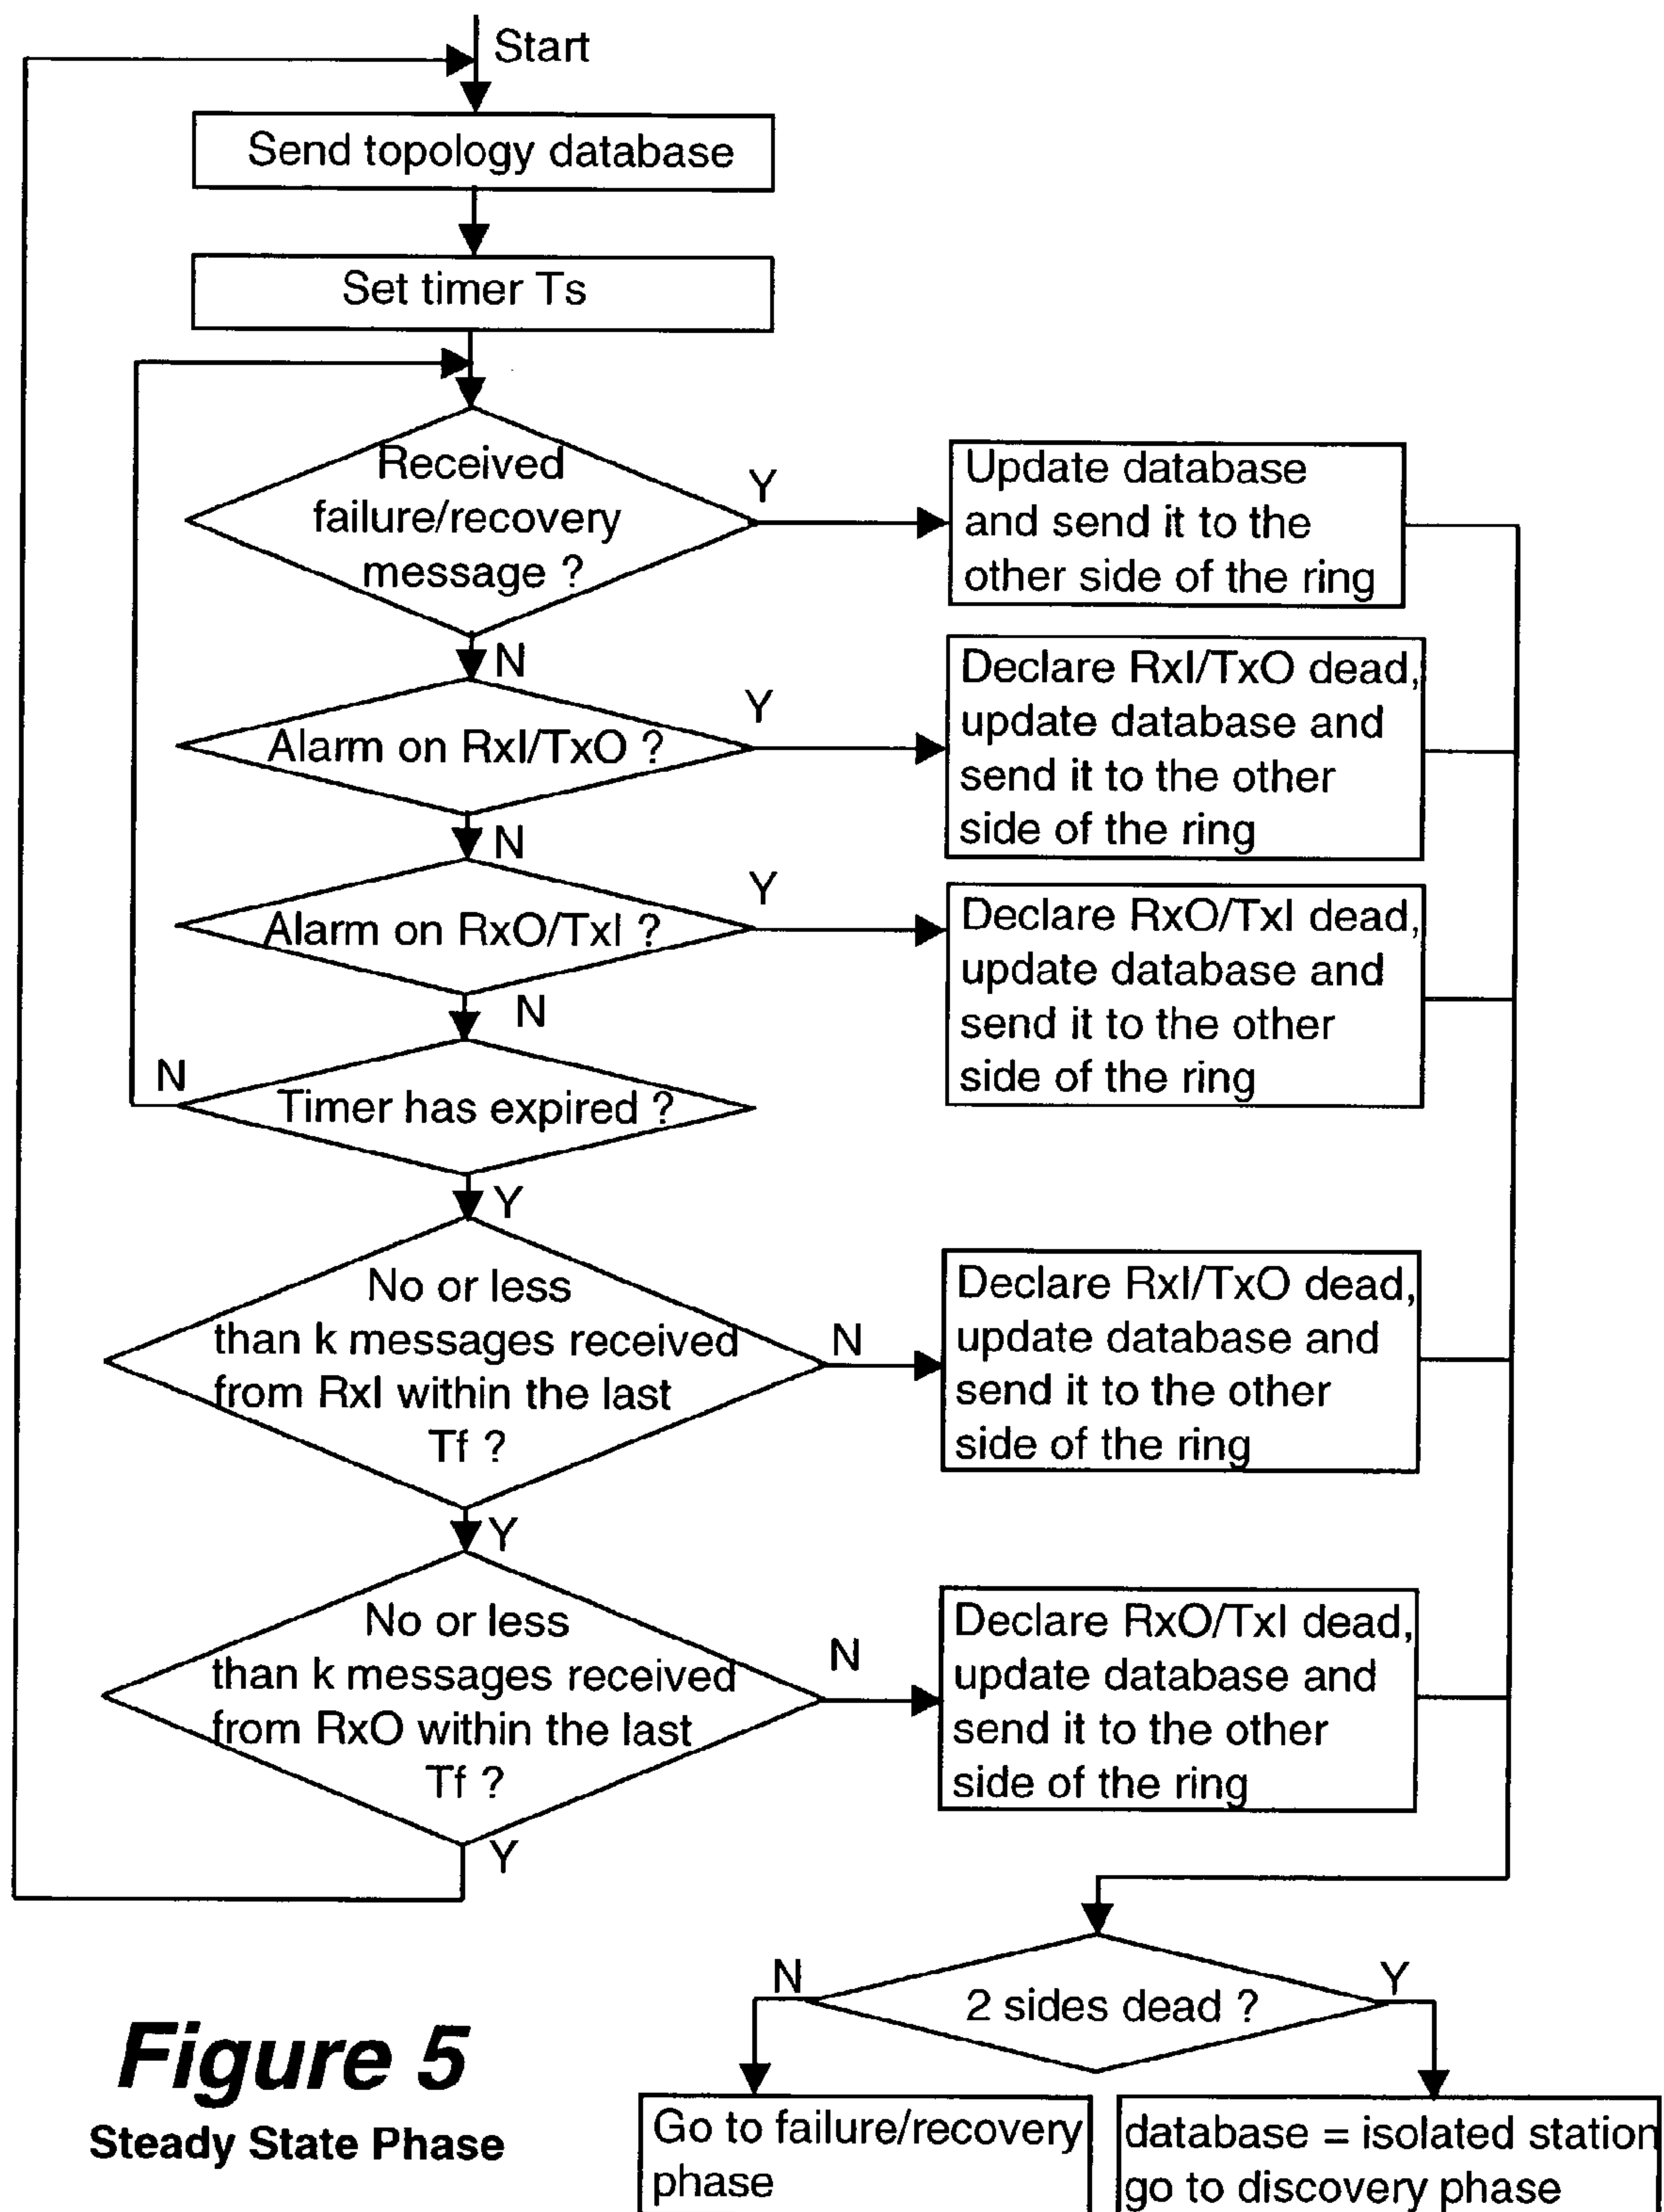 Start
Send topology database
Set timer Ts
Received
failure/recovery
message ?
Y
Update database
and send it to the
other side of the ring
N
Alarm on RxI/TxO ?
Y
Declare RxI/TxO dead,
update database and
send it to the other
side of the ring
N
Alarm on RxO/TxI ?
Y
Declare RxO/TxI dead,
update database and
send it to the other
side of the ring
N
N
Timer has expired ?
Y
No or less
than k messages received
from RxI within the last
Tf ?
N
Declare RxI/TxO dead,
update database and
send it to the other
side of the ring
Y
No or less
than k messages received
from RxO within the last
Tf ?
N
Declare RxO/TxI dead,
update database and
send it to the other
side of the ring
Y
N
2 sides dead ?
Y
Go to failure/recovery
phase
database = isolated station
go to discovery phase
Figure 5
Steady State Phase